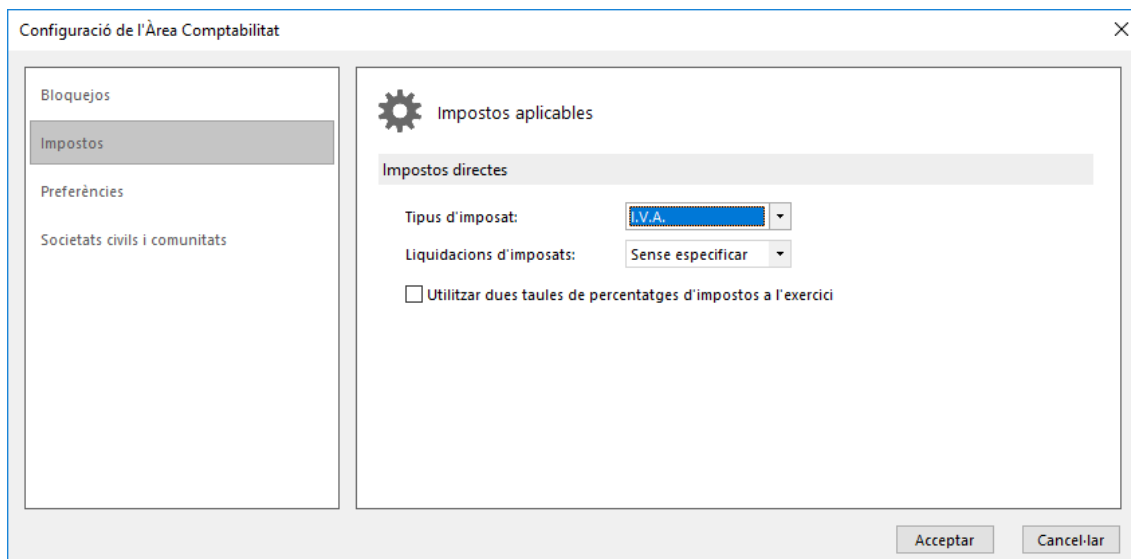 Configuració de l'Àrea Comptabilitat
Bloquejos
Impostos
Preferències
Societats civils i comunitats
Impostos aplicables
Impostos directes
Tipus d'imposat: I.V.A.
Liquidacions d'imposats: Sense especificar
Utilitzar dues taules de percentatges d'impostos a l'exercici
Acceptar Cancel·lar